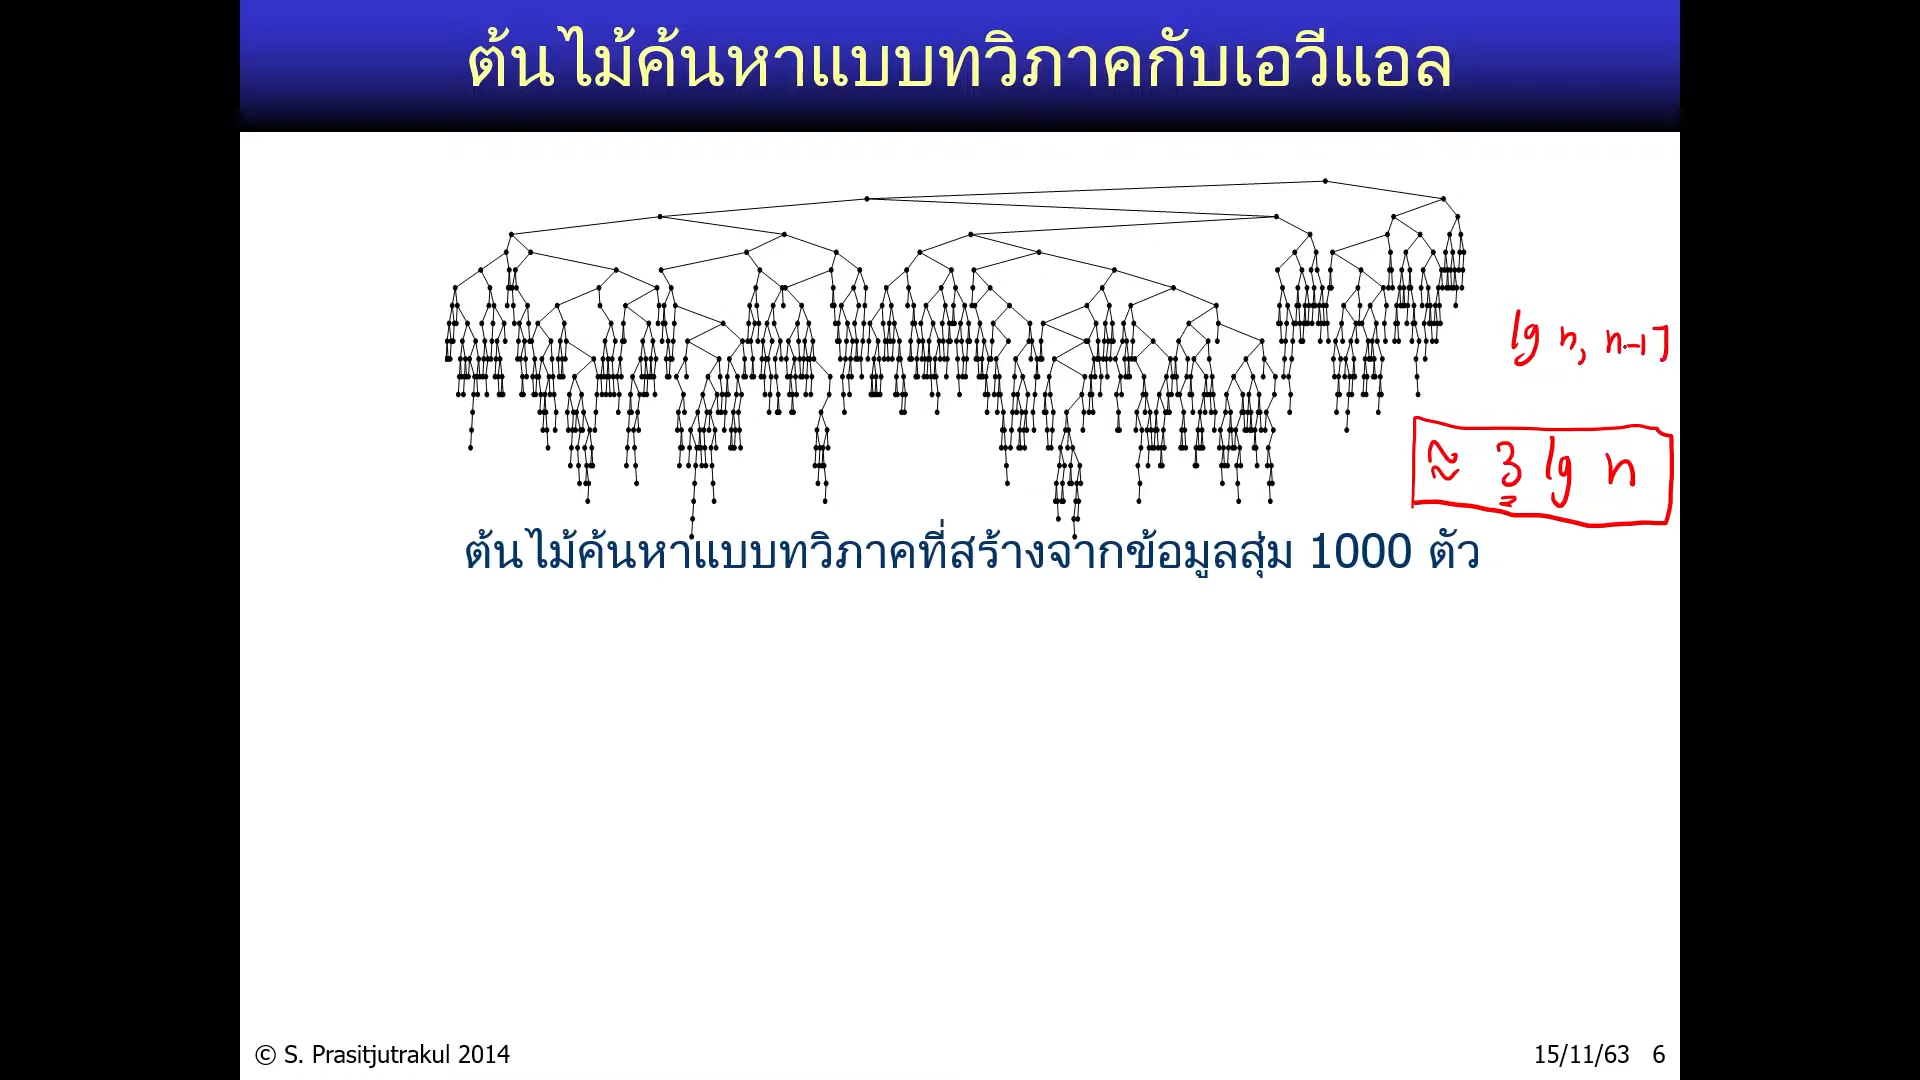 ต้นไม้ค้นหาแบบทวิภาคกับเอวีแอล
lg n, n-1]
≈ 3 lg n
ต้นไม้ค้นหาแบบทวิภาคที่สร้างจากข้อมูลสุ่ม 1000 ตัว
© S. Prasitjutrakul 2014
15/11/63 6